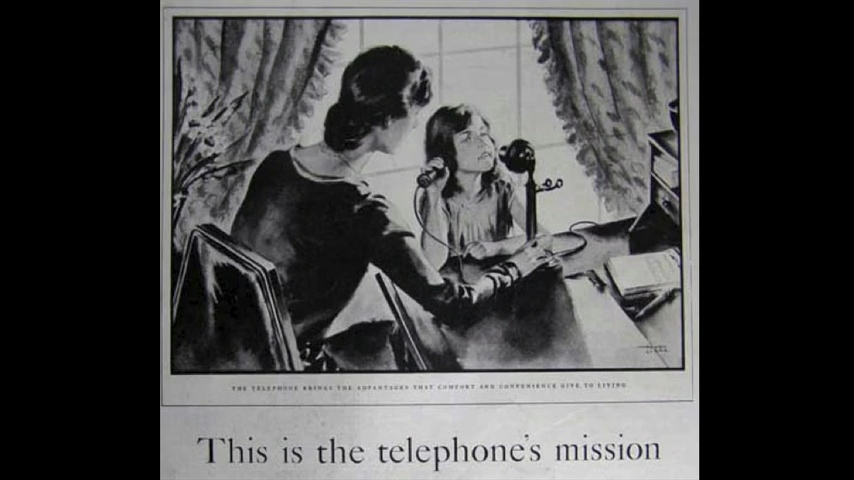 THE TELEPHONE BRINGS THE ADVANTAGES THAT COMFORT AND CONVENIENCE GIVE TO LIVING
This is the telephone's mission